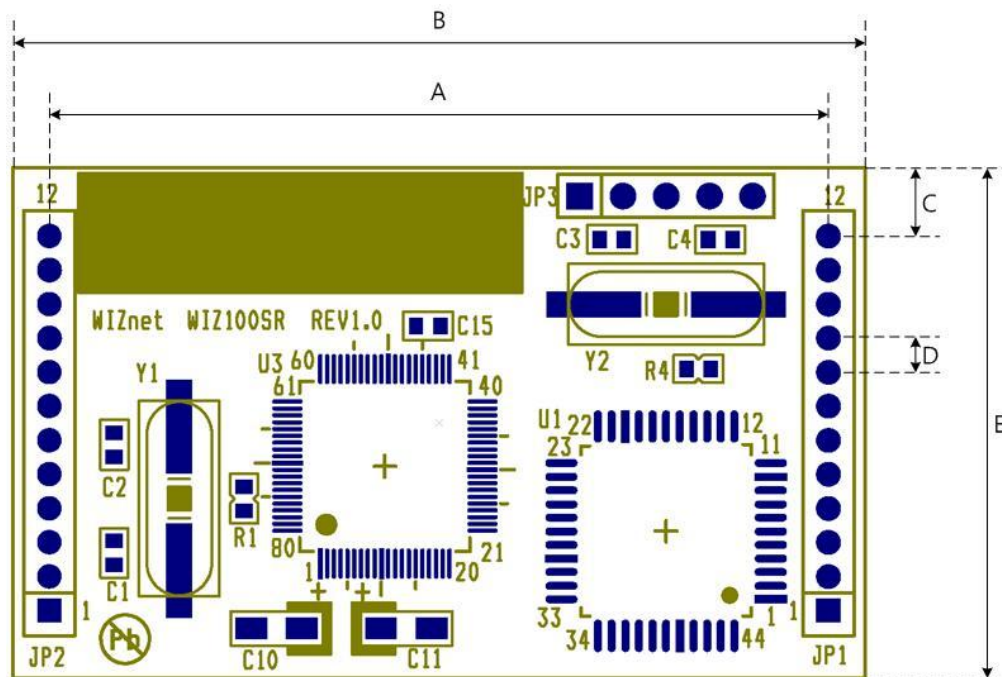 B
A
12
JP3
12
C
C3
C4
WIZnet WIZ100SR REV1.0
C15
D
U3
60
41
Y2
Y1
61
40
R4
E
U1
22
12
23
11
C2
R1
80
21
C1
1
20
33
1
1
1
34
44
Pb
JP2
C10
C11
JP1